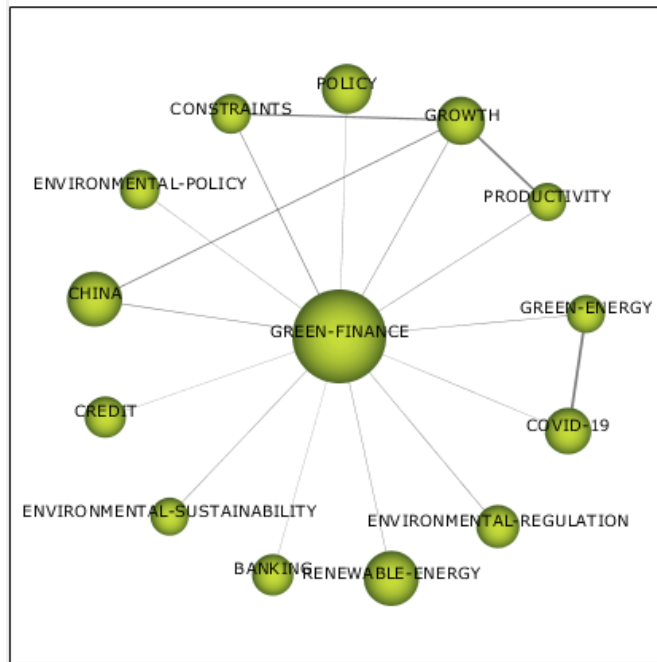 POLICY
CONSTRAINTS
GROWTH
ENVIRONMENTAL-POLICY
PRODUCTIVITY
CHINA
GREEN-ENERGY
GREEN-FINANCE
CREDIT
COVID-19
ENVIRONMENTAL-SUSTAINABILITY
ENVIRONMENTAL-REGULATION
BANKING
RENEWABLE-ENERGY